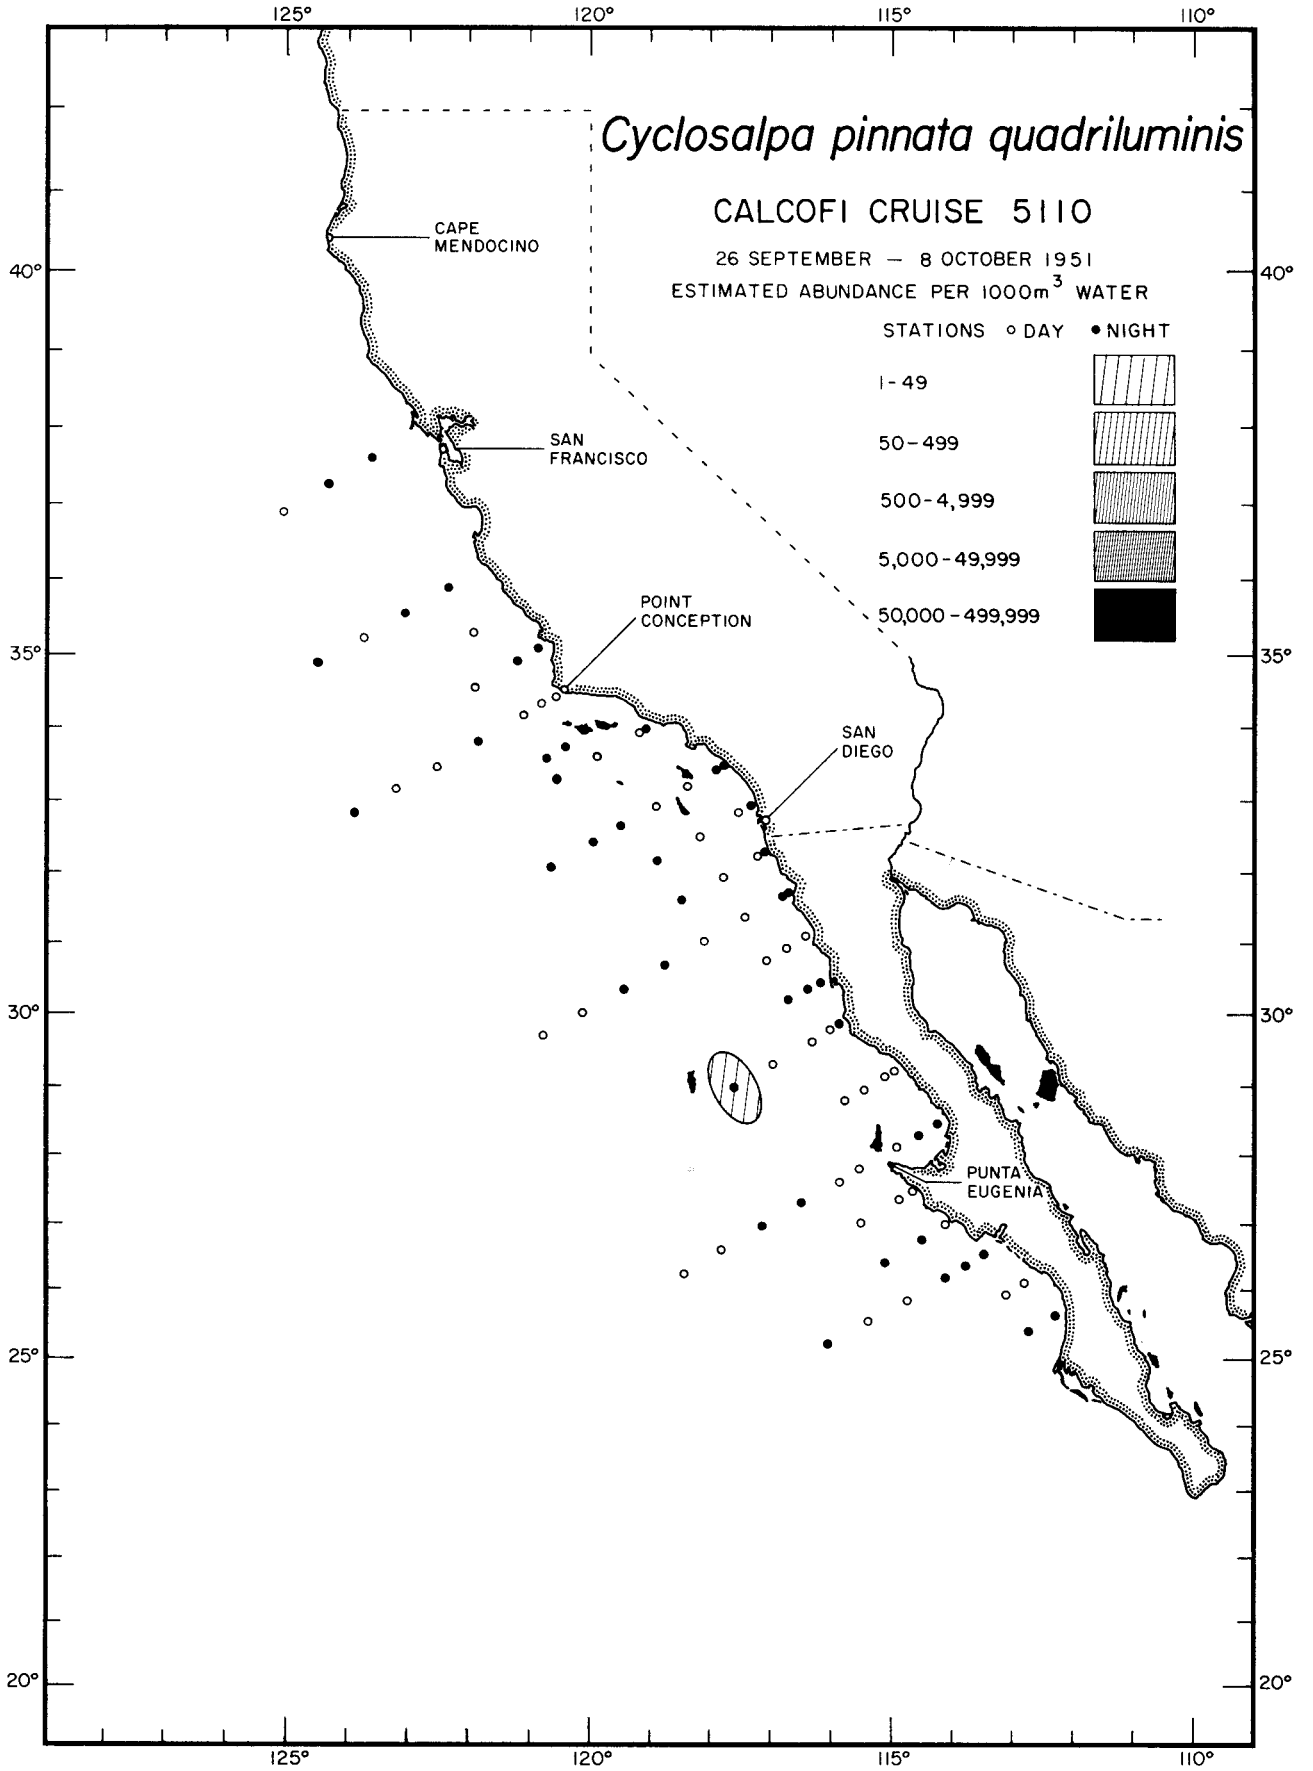 125° 120° 115° 110°
Cyclosalpa pinnata quadriluminis
CALCOFI CRUISE 5110
26 SEPTEMBER — 8 OCTOBER 1951
ESTIMATED ABUNDANCE PER 1000m³ WATER
STATIONS ○ DAY ● NIGHT
1-49
50-499
500-4,999
5,000-49,999
50,000-499,999
CAPE
MENDOCINO
40° 40°
SAN
FRANCISCO
POINT
CONCEPTION
35° 35°
SAN
DIEGO
30° 30°
PUNTA
EUGENIA
25° 25°
20° 20°
125° 120° 115° 110°